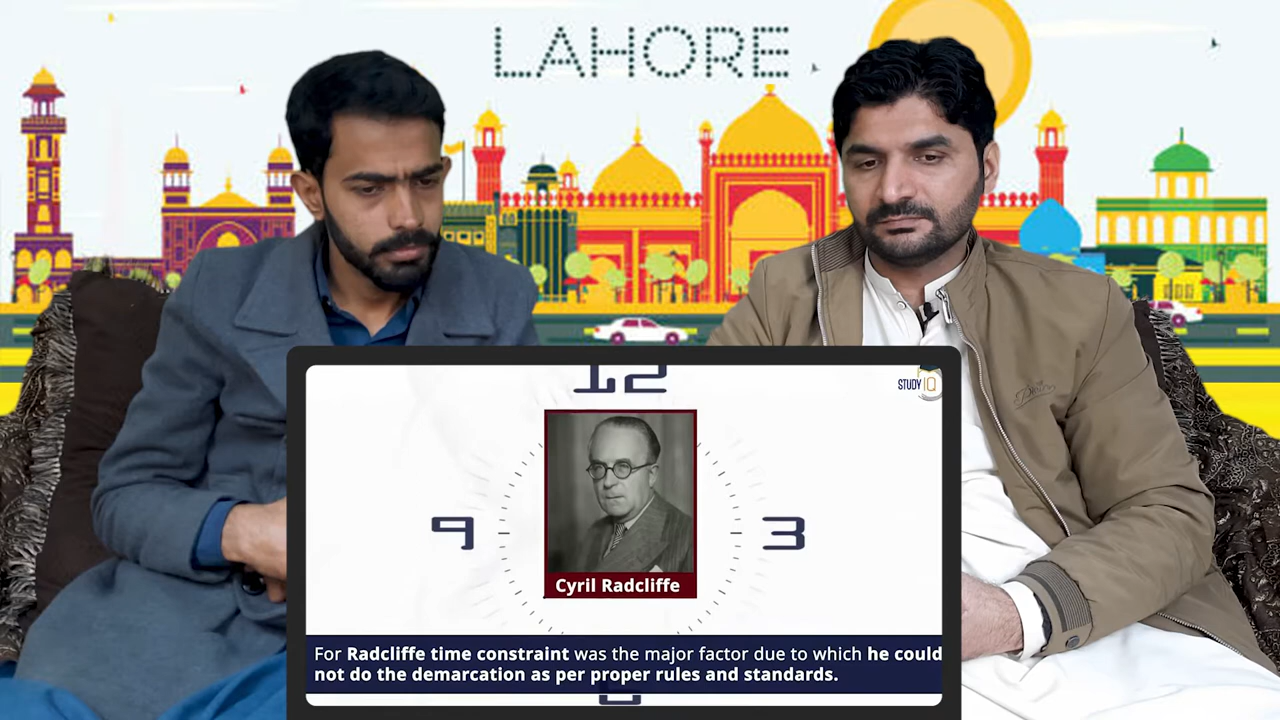 LAHORE
12
STUDY IQ
9
3
Cyril Radcliffe
For Radcliffe time constraint was the major factor due to which he could
not do the demarcation as per proper rules and standards.